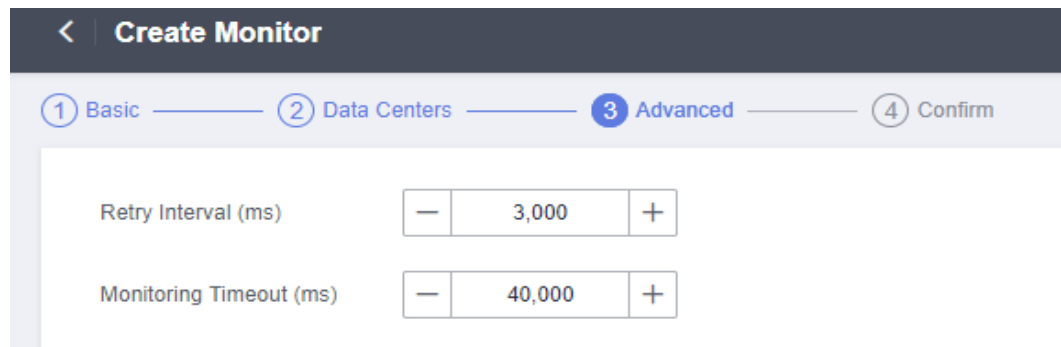 Create Monitor
1 Basic 2 Data Centers 3 Advanced 4 Confirm
Retry Interval (ms) 3,000
Monitoring Timeout (ms) 40,000